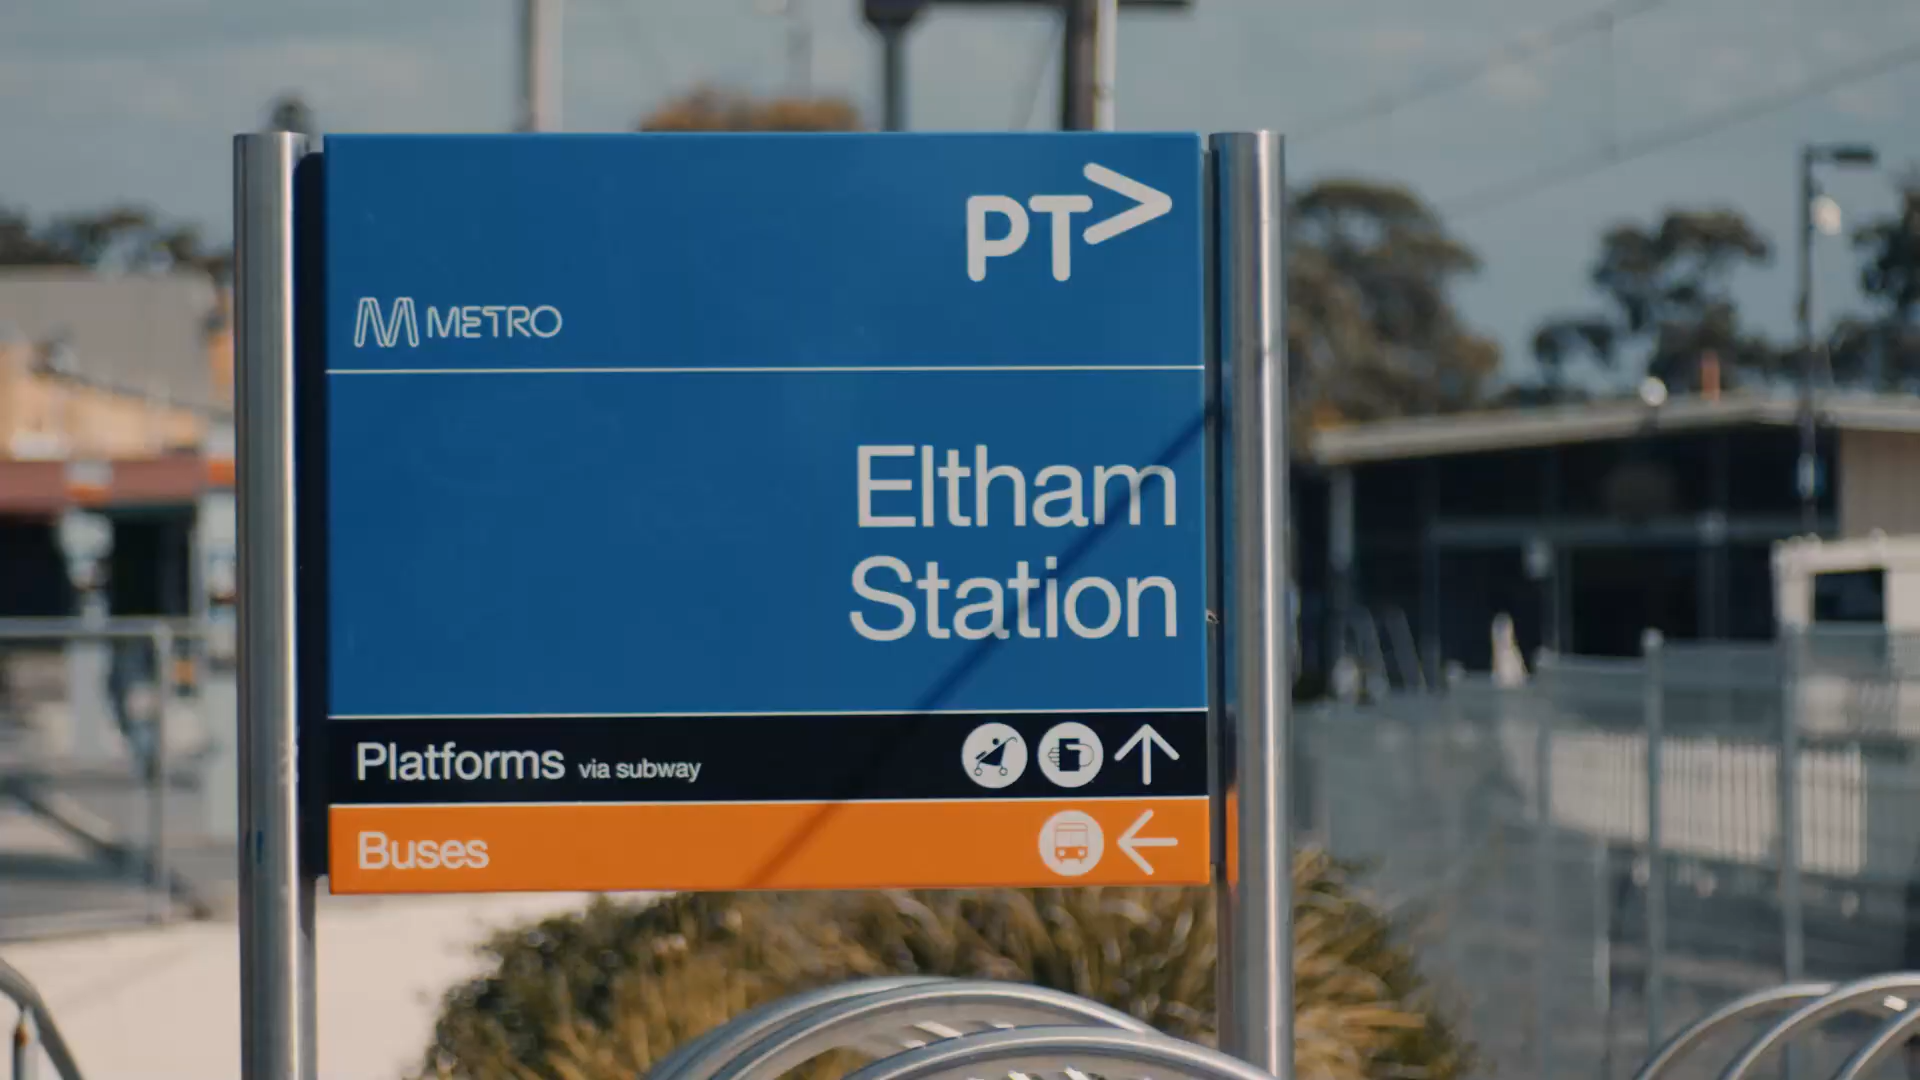 PT>
METRO
Eltham
Station
Platforms via subway
Buses